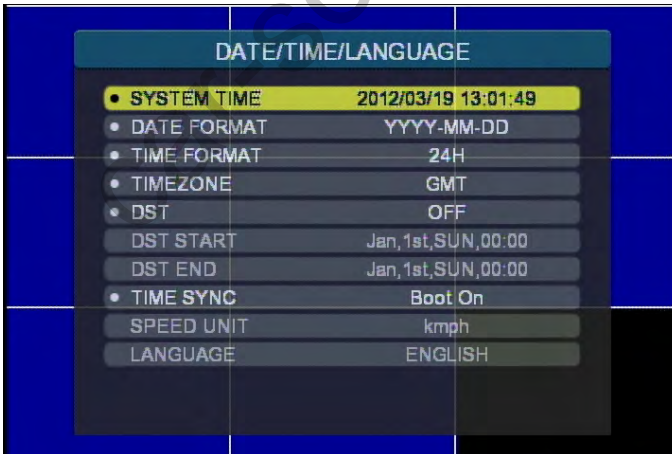 DATE/TIME/LANGUAGE
• SYSTEM TIME 2012/03/19 13:01:49
• DATE FORMAT YYYY-MM-DD
• TIME FORMAT 24H
• TIMEZONE GMT
• DST OFF
DST START Jan,1st,SUN,00:00
DST END Jan,1st,SUN,00:00
• TIME SYNC Boot On
SPEED UNIT kmph
LANGUAGE ENGLISH